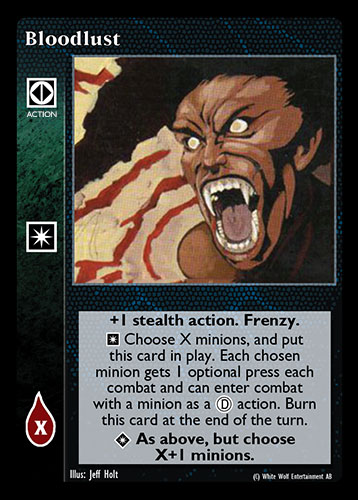 Bloodlust
ACTION
+1 stealth action. Frenzy.
Choose X minions, and put
this card in play. Each chosen
minion gets 1 optional press each
combat and can enter combat
with a minion as a Ⓓ action. Burn
this card at the end of the turn.
As above, but choose
X+1 minions.
X
Illus: Jeff Holt
(C) White Wolf Entertainment AB